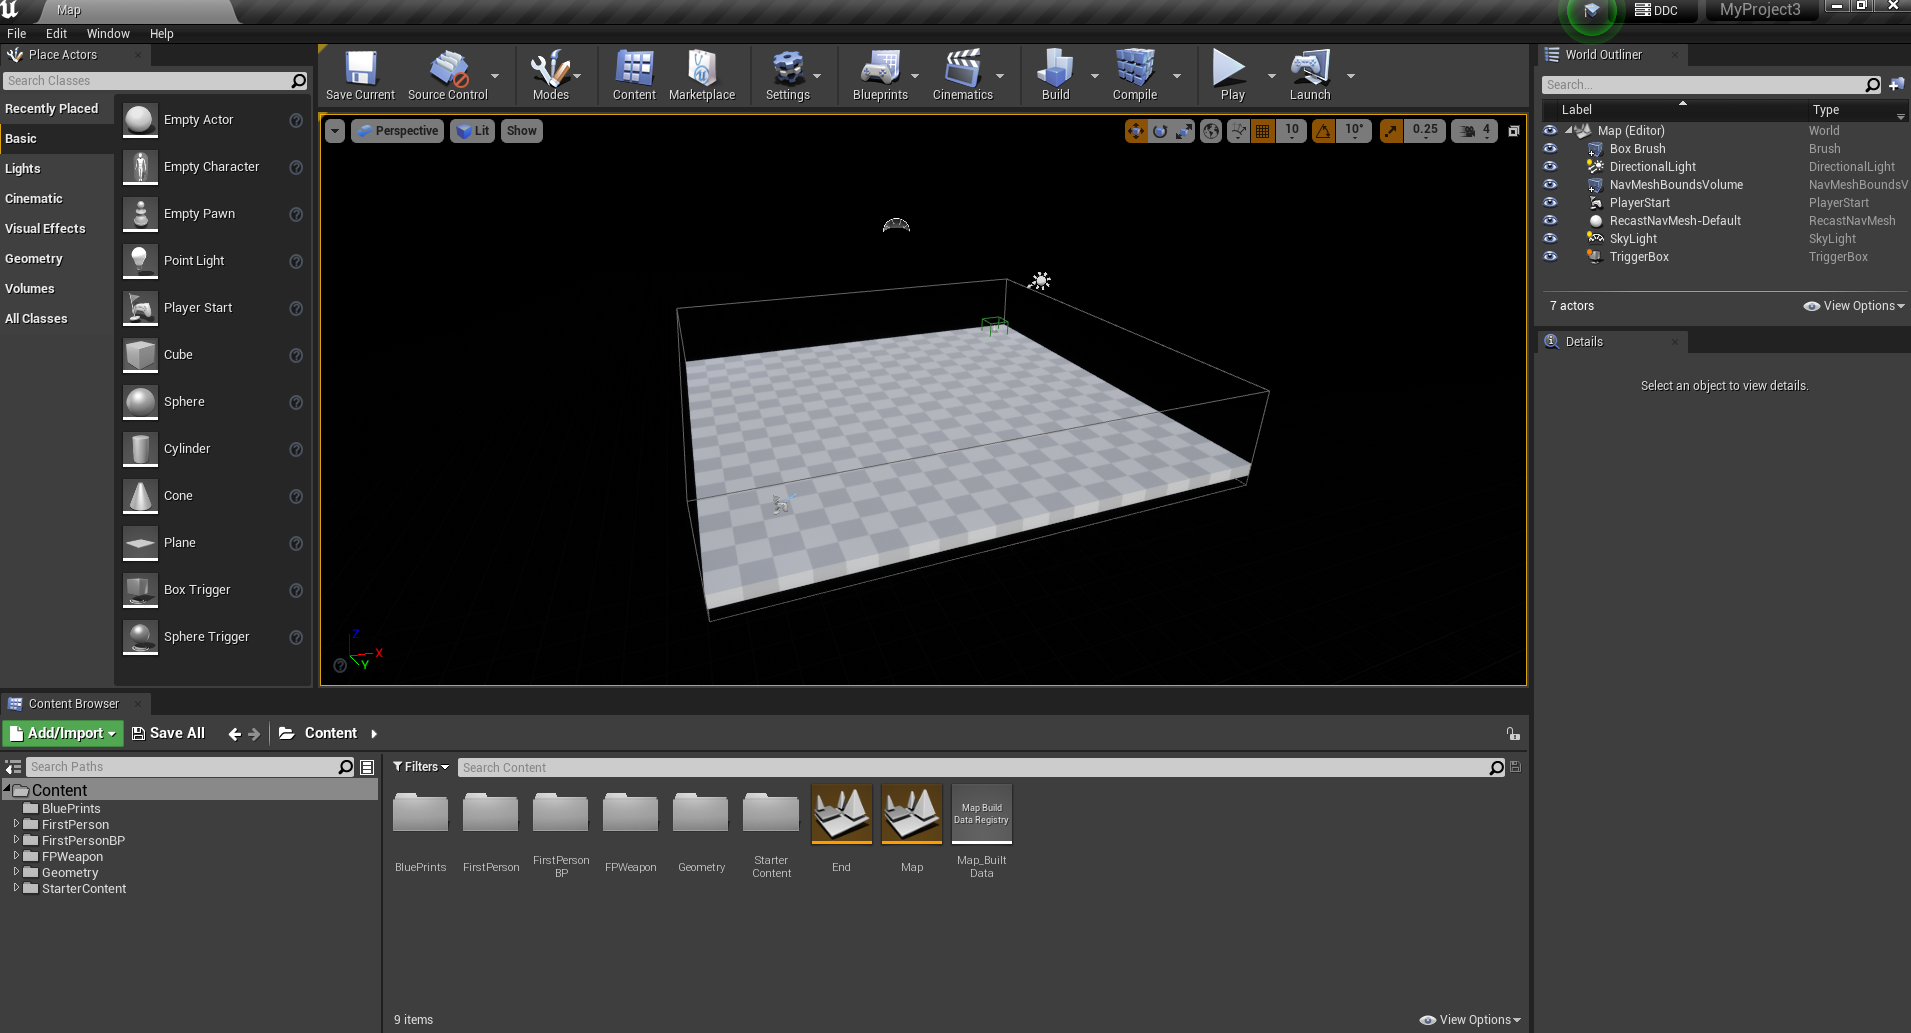 Map
DDC
MyProject3
File Edit Window Help
Place Actors
Search Classes
Recently Placed
Basic
Lights
Cinematic
Visual Effects
Geometry
Volumes
All Classes
Empty Actor
Empty Character
Empty Pawn
Point Light
Player Start
Cube
Sphere
Cylinder
Cone
Plane
Box Trigger
Sphere Trigger
Save Current
Source Control
Modes
Content
Marketplace
Settings
Blueprints
Cinematics
Build
Compile
Play
Launch
Perspective
Lit
Show
10
10°
0.25
4
Z
X
Y
World Outliner
Search...
Label Type
Map (Editor) World
Box Brush Brush
DirectionalLight DirectionalLight
NavMeshBoundsVolume NavMeshBoundsV
PlayerStart PlayerStart
RecastNavMesh-Default RecastNavMesh
SkyLight SkyLight
TriggerBox TriggerBox
7 actors
View Options
Details
Select an object to view details.
Content Browser
Add/Import
Save All
Content
Search Paths
Content
BluePrints
FirstPerson
FirstPersonBP
FPWeapon
Geometry
StarterContent
Filters
Search Content
BluePrints
FirstPerson
FirstPerson
BP
FPWeapon
Geometry
Starter
Content
End
Map
Map Build
Data Registry
Map_Built
Data
9 items
View Options